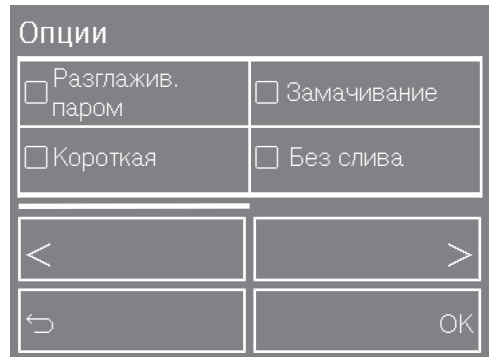 Опции
Разглажив.
паром
Замачивание
Короткая
Без слива
<
>
OK